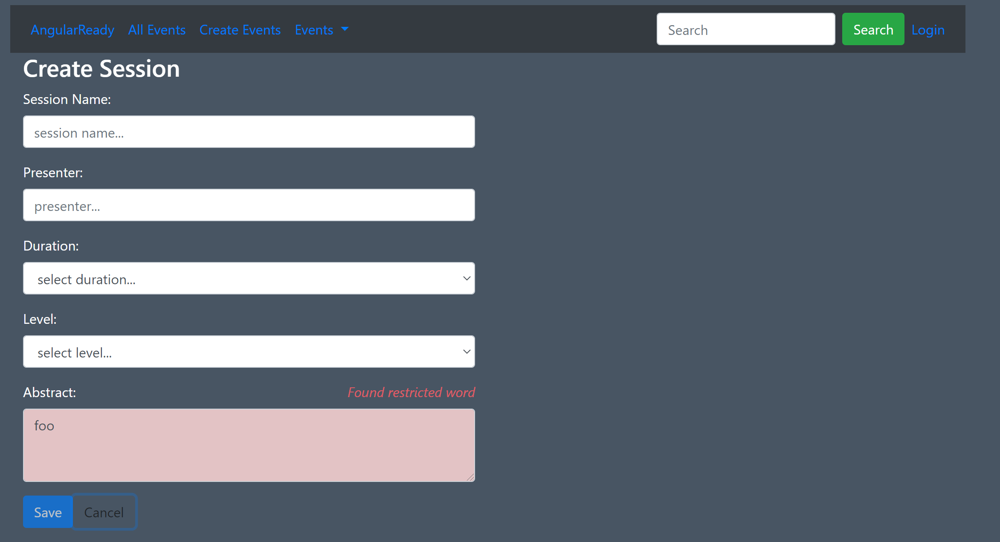 AngularReady All Events Create Events Events Search Search Login
Create Session
Session Name:
session name...
Presenter:
presenter...
Duration:
select duration...
Level:
select level...
Abstract: Found restricted word
foo
Save Cancel